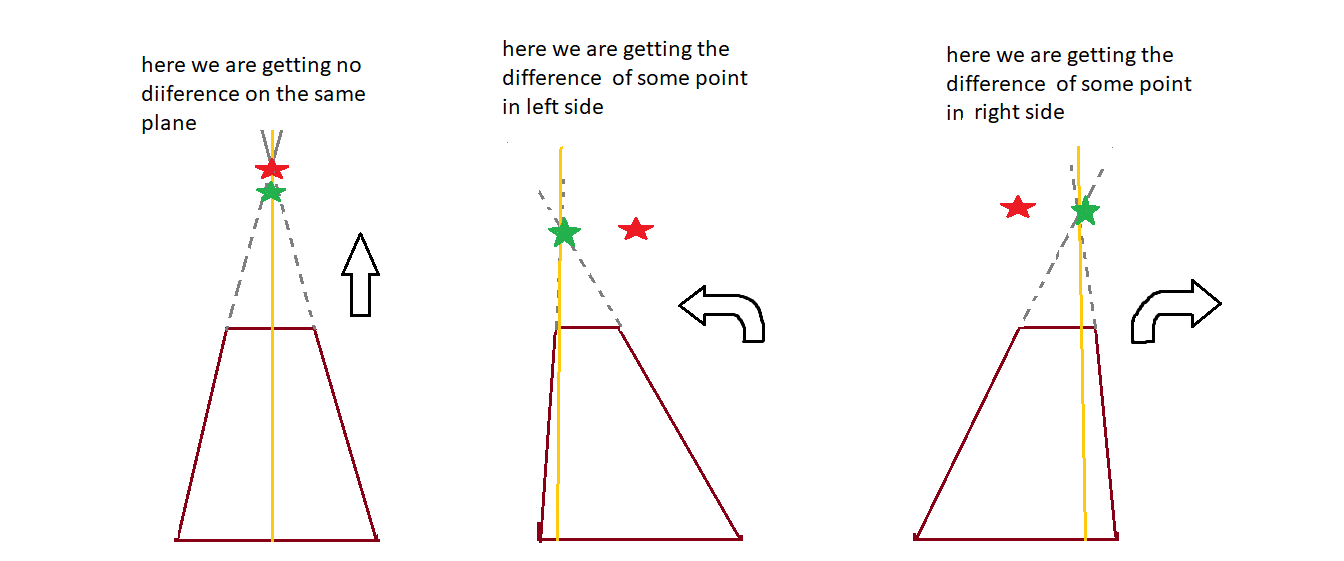 here we are getting no
diiference on the same
plane
here we are getting the
difference  of some point
in left side
here we are getting the
difference  of some point
in  right side